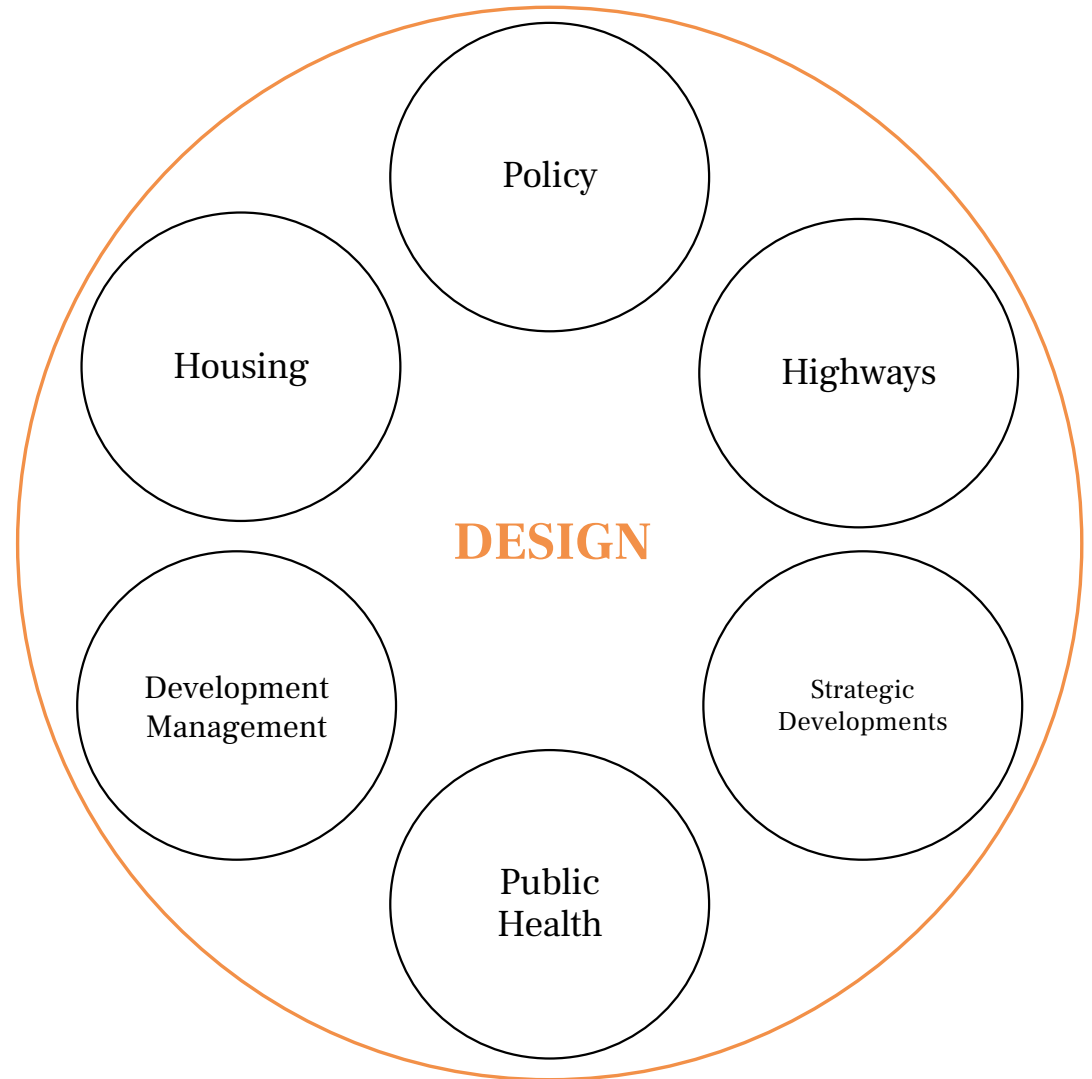 Policy
Housing
Highways
DESIGN
Development
Management
Strategic
Developments
Public
Health